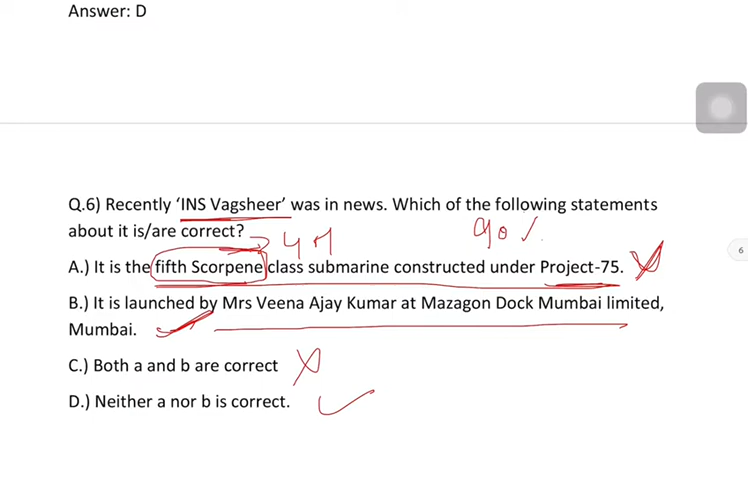 Answer: D
Q.6) Recently ‘INS Vagsheer’ was in news. Which of the following statements
about it is/are correct?
90 %
A.) It is the fifth Scorpene class submarine constructed under Project-75.
6
B.) It is launched by Mrs Veena Ajay Kumar at Mazagon Dock Mumbai limited,
Mumbai.
C.) Both a and b are correct
D.) Neither a nor b is correct.